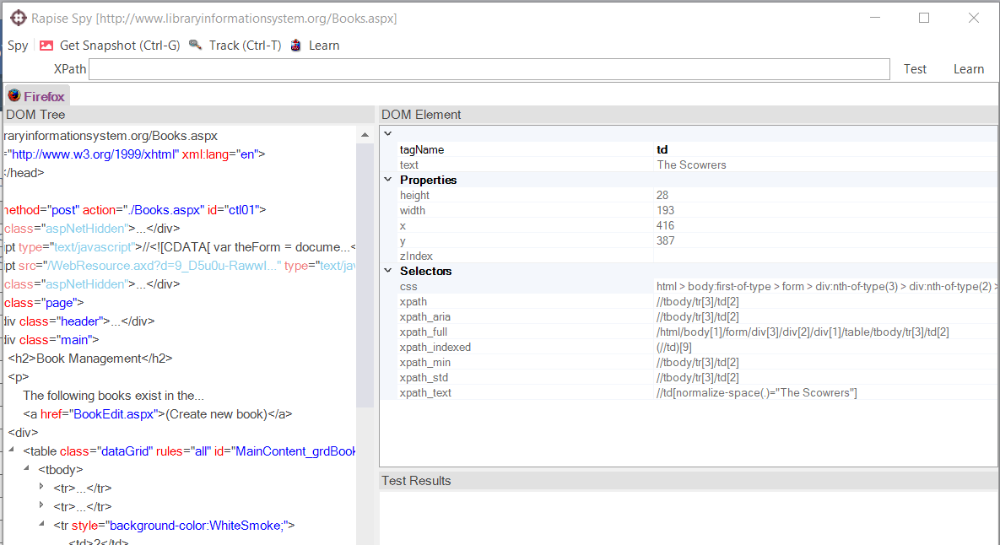 Rapise Spy [http://www.libraryinformationsystem.org/Books.aspx]
Spy Get Snapshot (Ctrl-G) Track (Ctrl-T) Learn
XPath Test Learn
Firefox
DOM Tree
raryinformationsystem.org/Books.aspx
="http://www.w3.org/1999/xhtml" xml:lang="en">
</head>
method="post" action="./Books.aspx" id="ctl01">
class="aspNetHidden">...</div>
ipt type="text/javascript">//<![CDATA[ var theForm = docume...<
ipt src="/WebResource.axd?d=9_D5u0u-RawwI..." type="text/jav
class="aspNetHidden">...</div>
class="page">
div class="header">...</div>
div class="main">
<h2>Book Management</h2>
<p>
The following books exist in the...
<a href="BookEdit.aspx">(Create new book)</a>
<div>
<table class="dataGrid" rules="all" id="MainContent_grdBook
<tbody>
<tr>...</tr>
<tr>...</tr>
<tr style="background-color:WhiteSmoke;">
<td>2</td>
DOM Element
tagName td
text The Scowrers
Properties
height 28
width 193
x 416
y 387
zIndex
Selectors
css html > body:first-of-type > form > div:nth-of-type(3) > div:nth-of-type(2) >
xpath //tbody/tr[3]/td[2]
xpath_aria //tbody/tr[3]/td[2]
xpath_full /html/body[1]/form/div[3]/div[2]/div[1]/table/tbody/tr[3]/td[2]
xpath_indexed (//td)[9]
xpath_min //tbody/tr[3]/td[2]
xpath_std //tbody/tr[3]/td[2]
xpath_text //td[normalize-space(.)="The Scowrers"]
Test Results